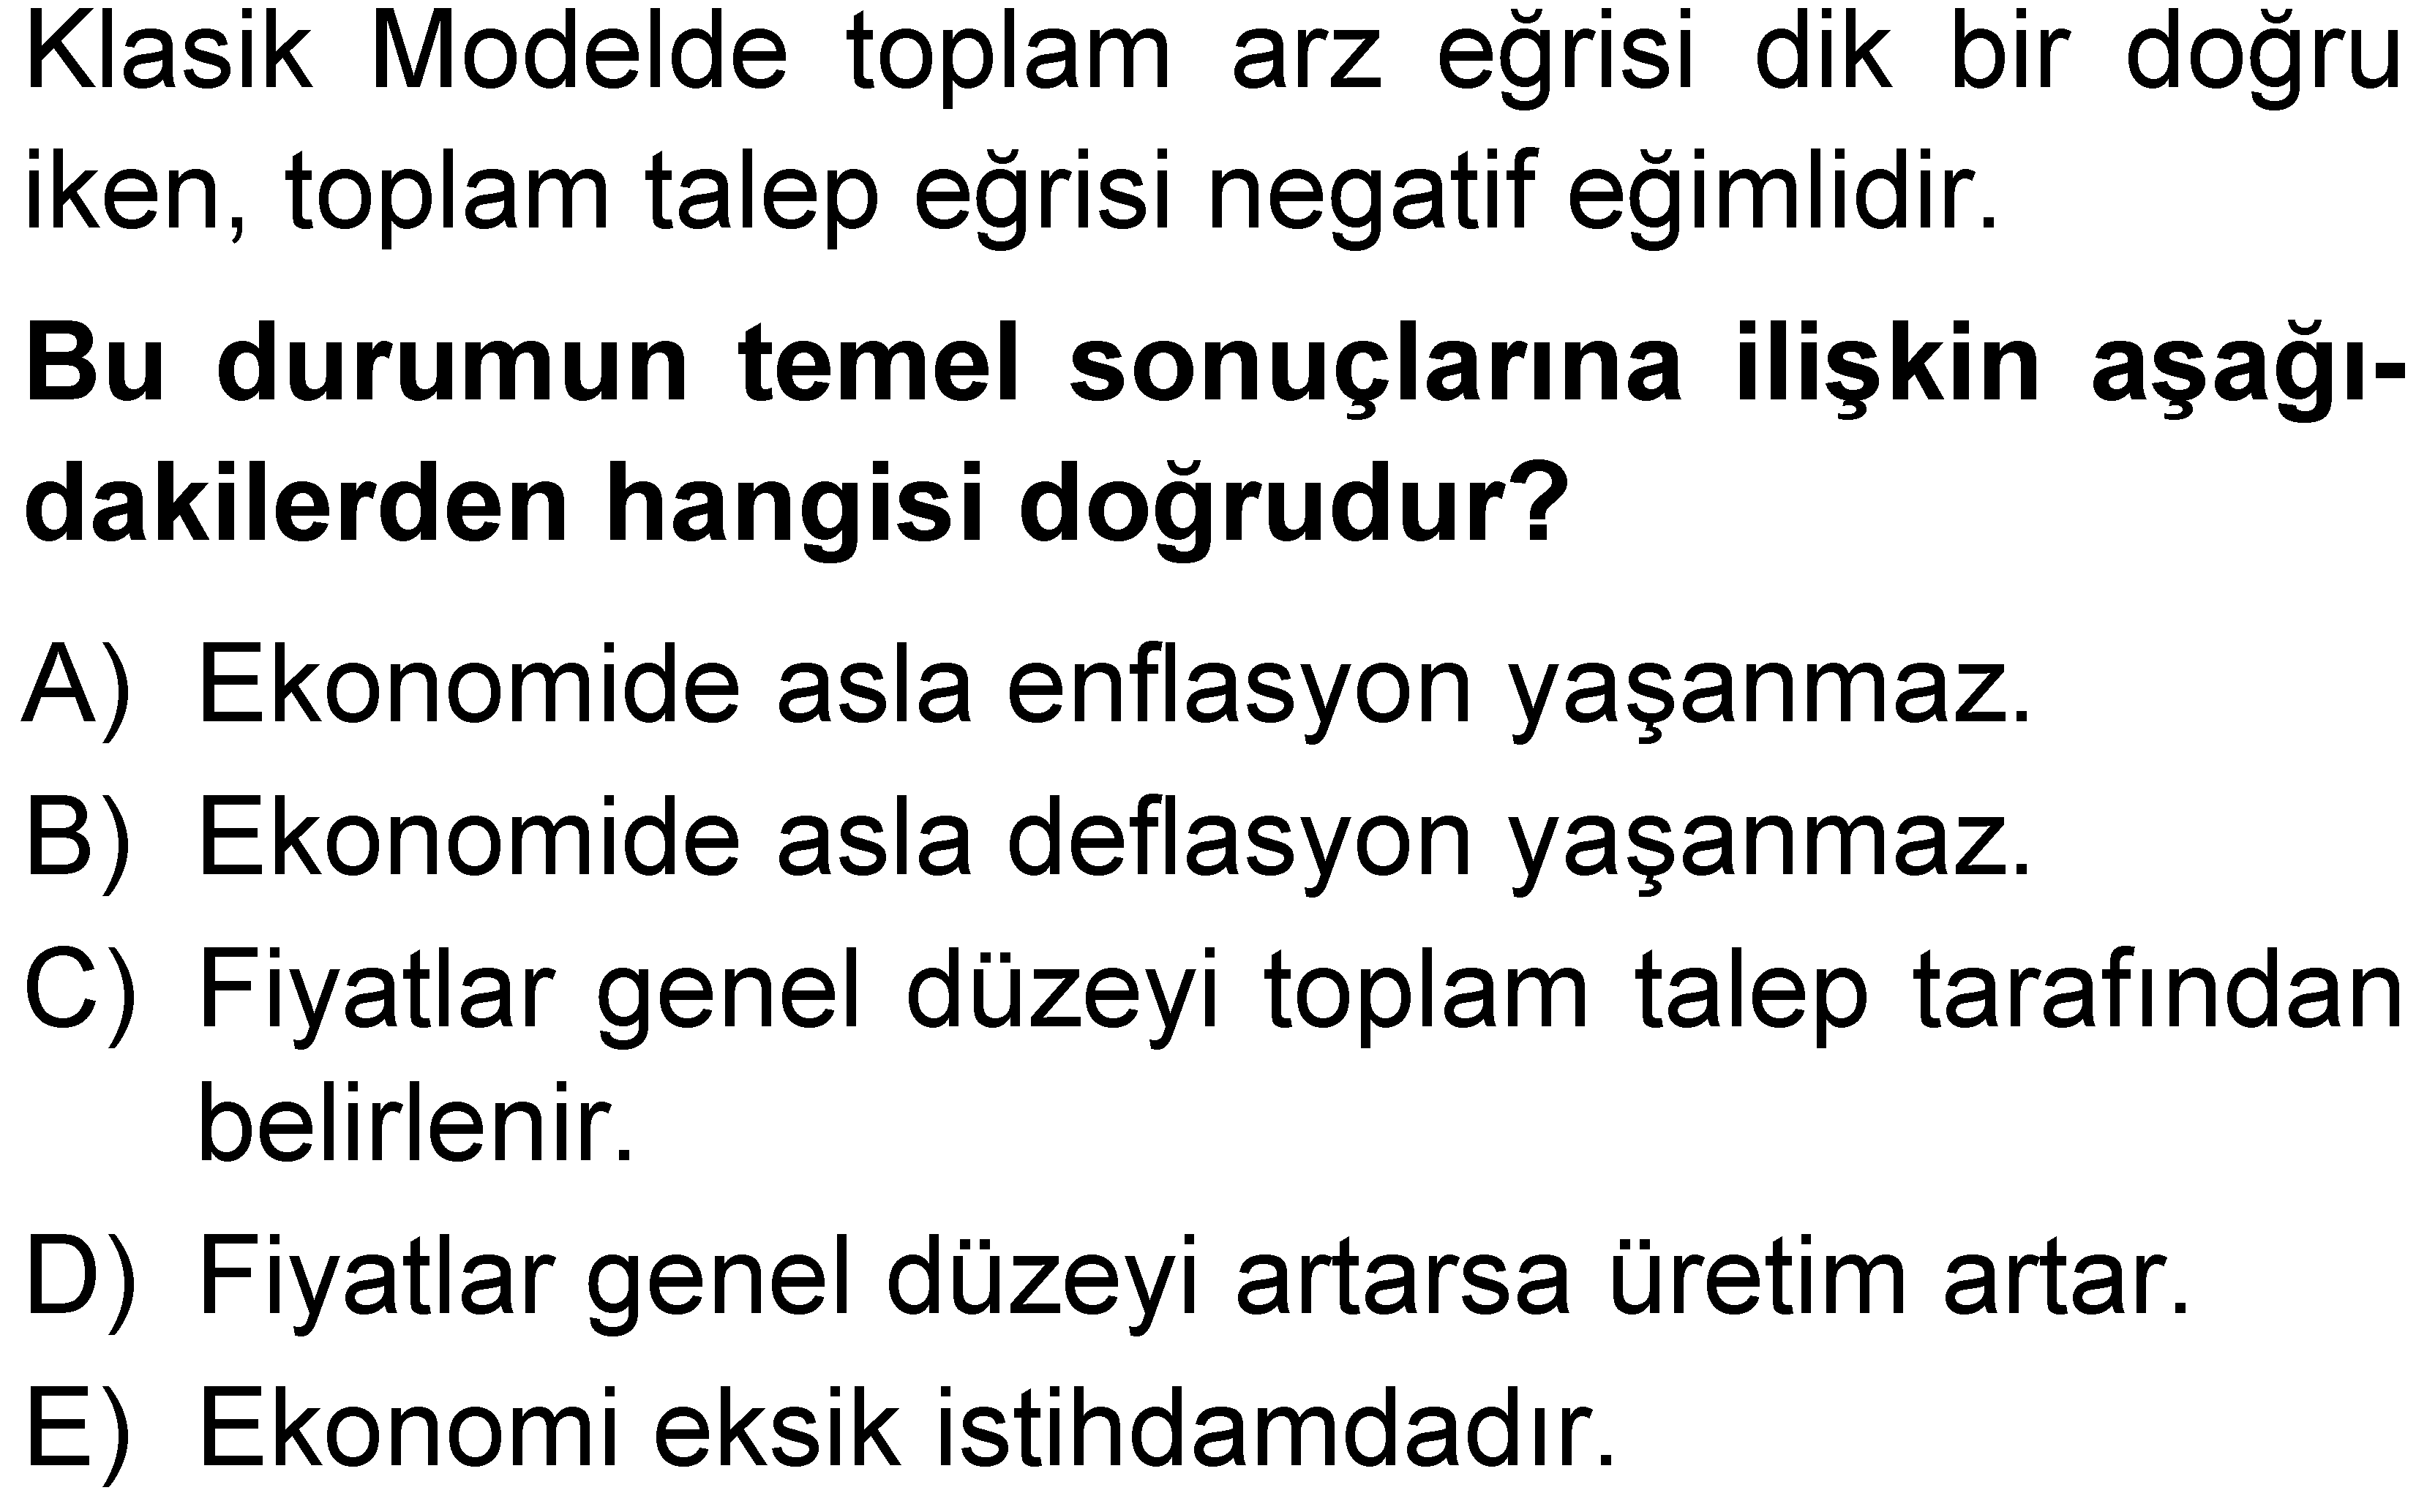 Klasik Modelde toplam arz eğrisi dik bir doğru
iken, toplam talep eğrisi negatif eğimlidir.
Bu durumun temel sonuçlarına ilişkin aşağı-
dakilerden hangisi doğrudur?
A) Ekonomide asla enflasyon yaşanmaz.
B) Ekonomide asla deflasyon yaşanmaz.
C) Fiyatlar genel düzeyi toplam talep tarafından
belirlenir.
D) Fiyatlar genel düzeyi artarsa üretim artar.
E) Ekonomi eksik istihdamdadır.